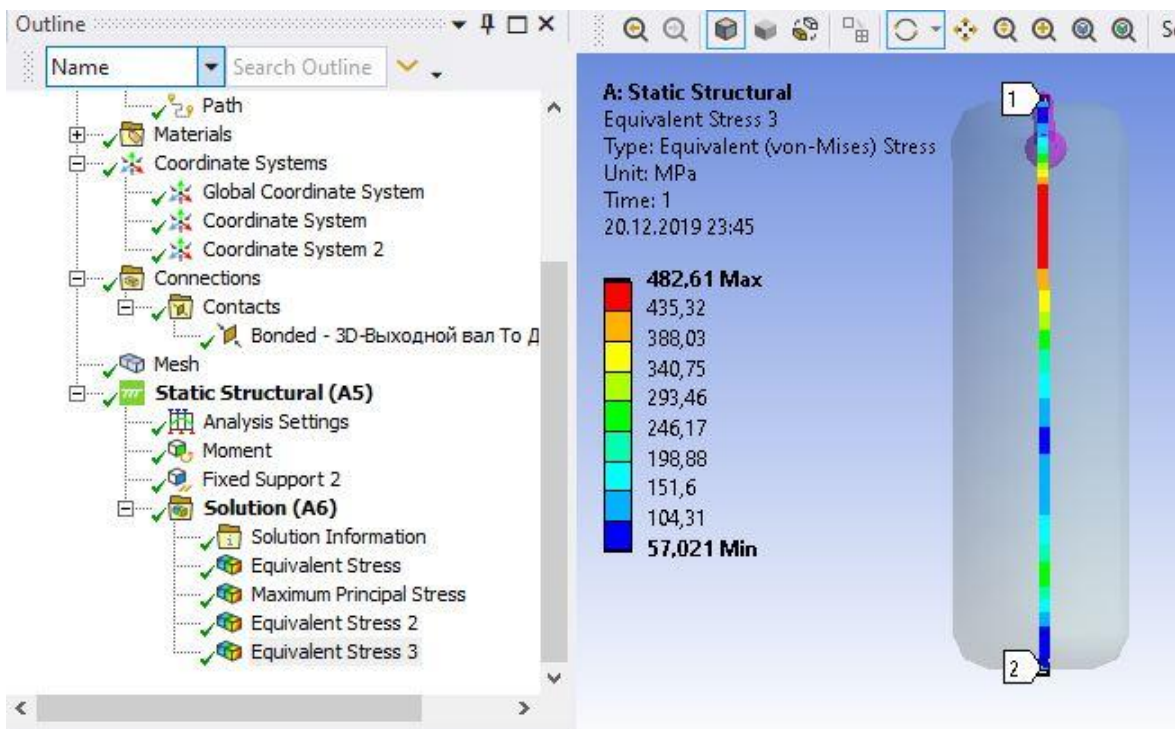 Outline
Name
Search Outline
Path
Materials
Coordinate Systems
Global Coordinate System
Coordinate System
Coordinate System 2
Connections
Contacts
Bonded - 3D-Выходной вал To Д
Mesh
Static Structural (A5)
Analysis Settings
Moment
Fixed Support 2
Solution (A6)
Solution Information
Equivalent Stress
Maximum Principal Stress
Equivalent Stress 2
Equivalent Stress 3
A: Static Structural
Equivalent Stress 3
Type: Equivalent (von-Mises) Stress
Unit: MPa
Time: 1
20.12.2019 23:45
482,61 Max
435,32
388,03
340,75
293,46
246,17
198,88
151,6
104,31
57,021 Min
1
2